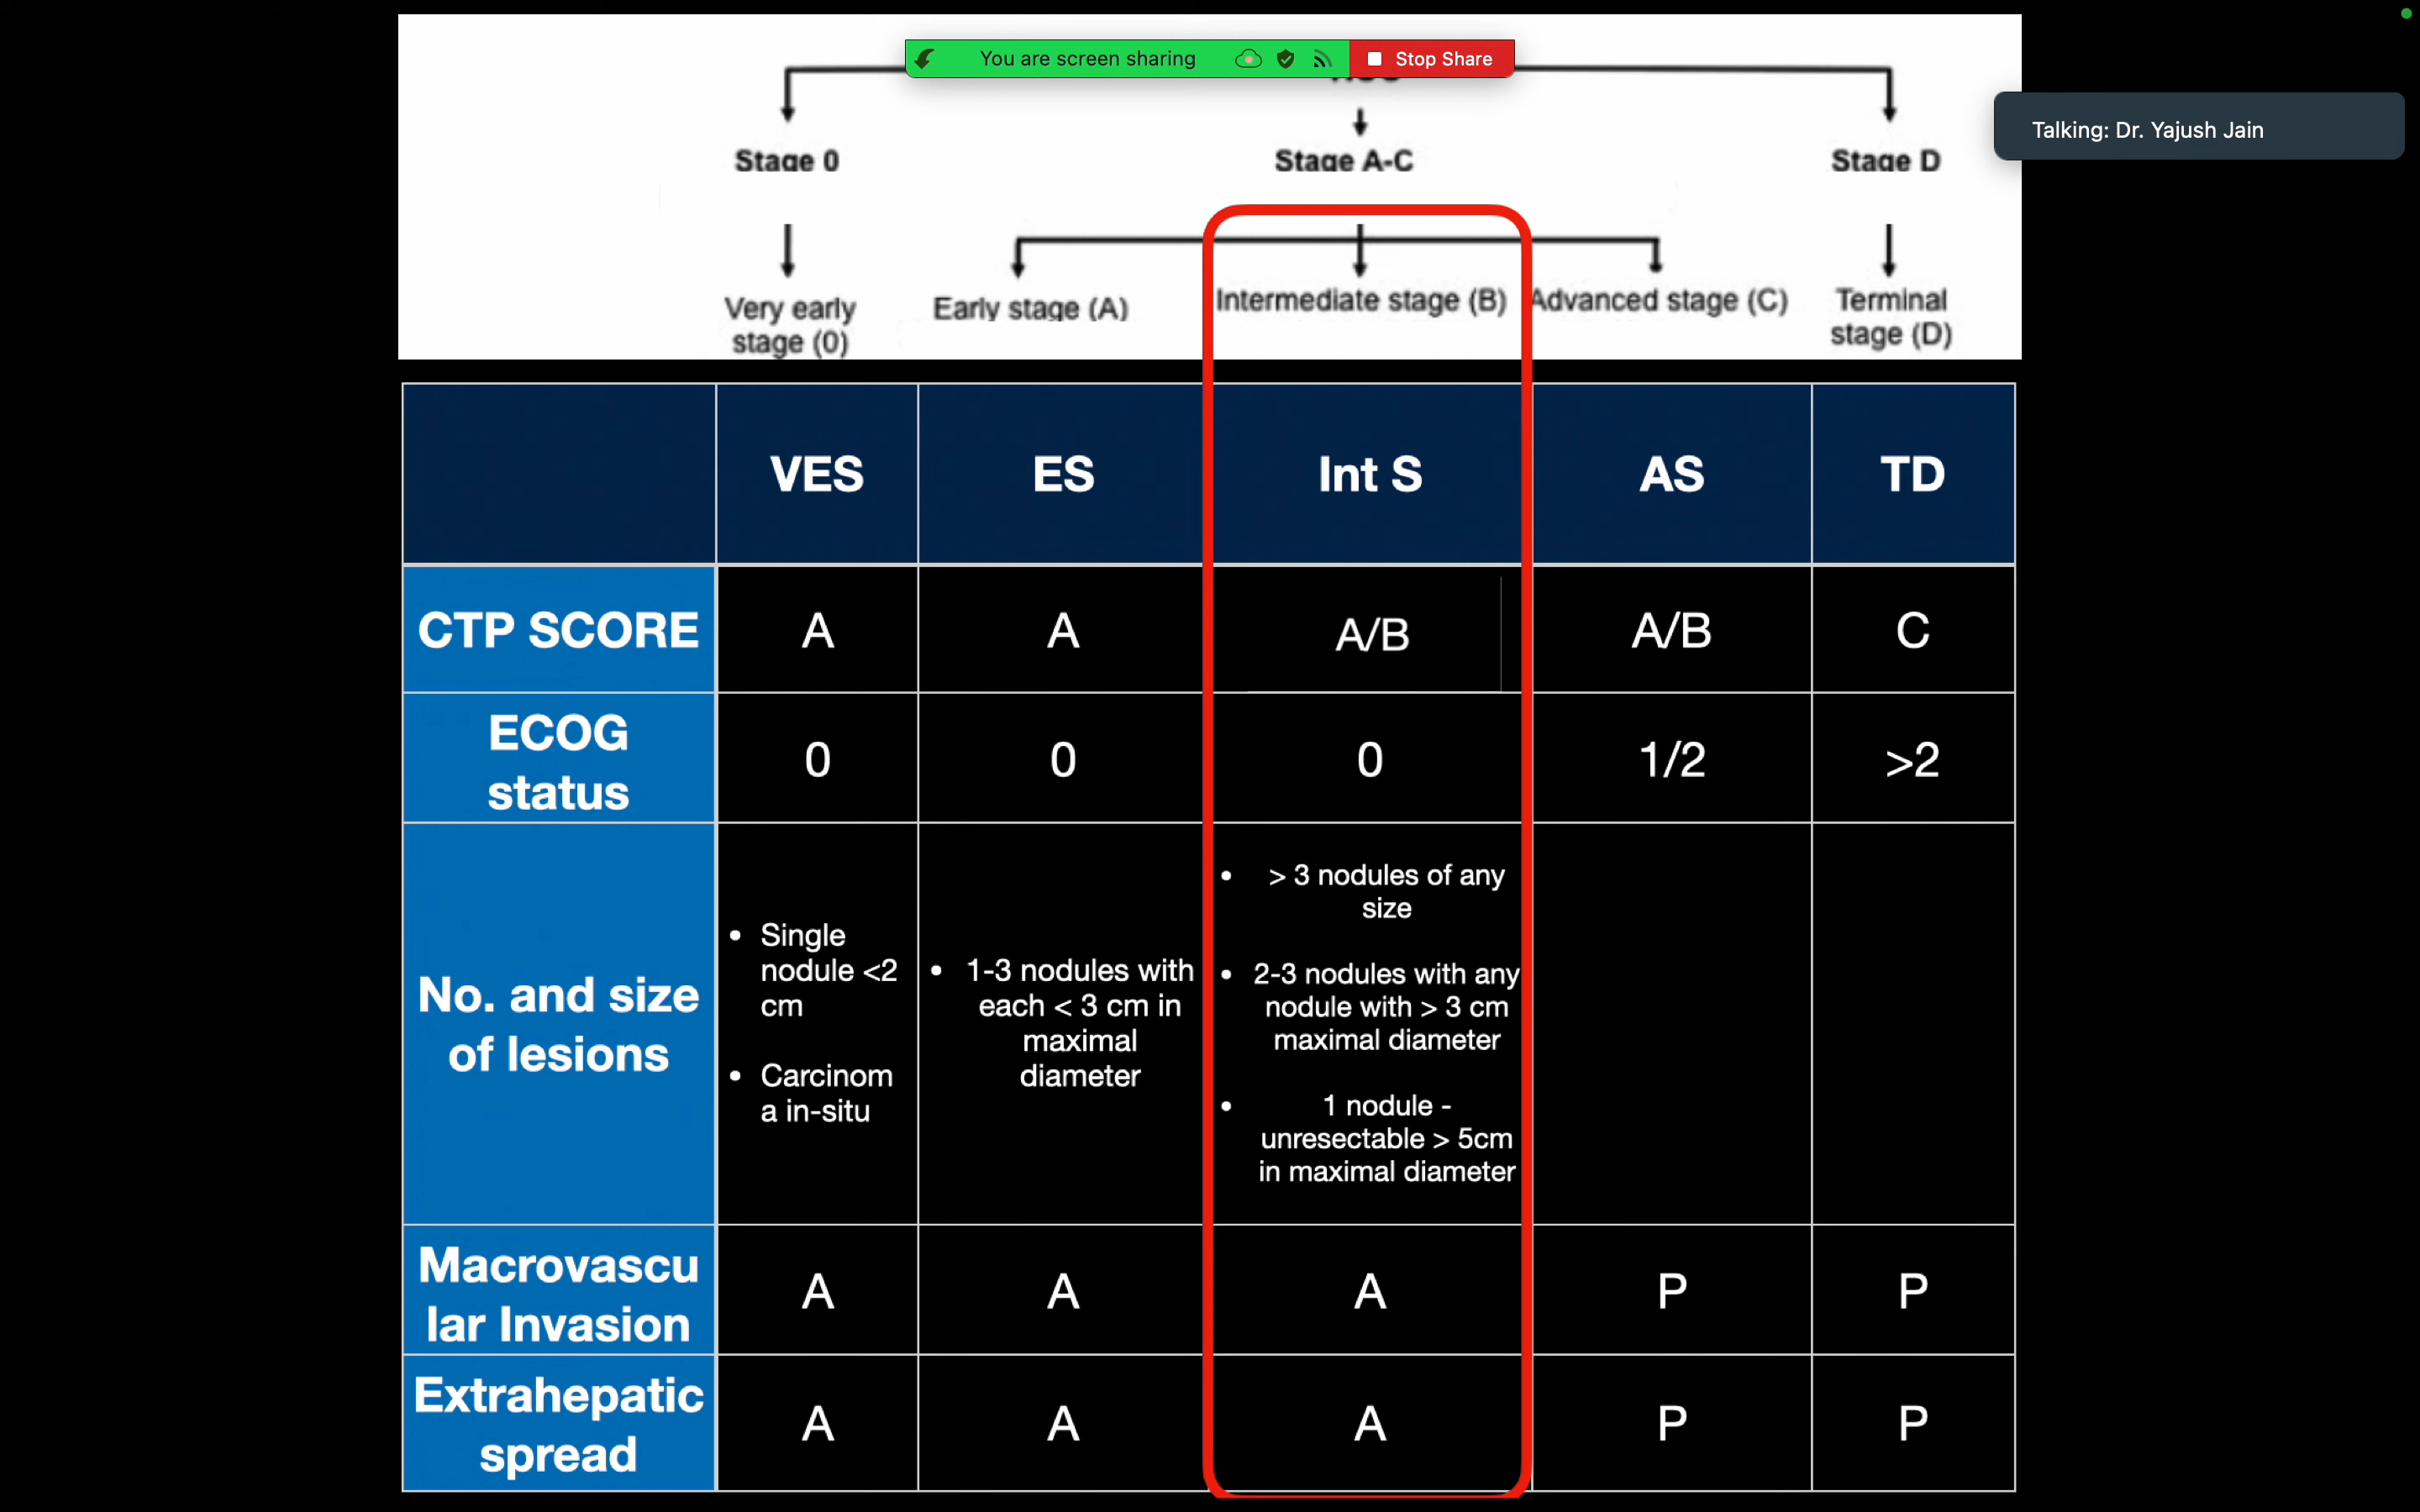 You are screen sharing
Stop Share
Talking: Dr. Yajush Jain
Stage 0
Stage A-C
Stage D
Very early
stage (0)
Early stage (A)
Intermediate stage (B)
Advanced stage (C)
Terminal
stage (D)
VES
ES
Int S
AS
TD
CTP SCORE
A
A
A/B
A/B
C
ECOG
status
0
0
0
1/2
>2
No. and size
of lesions
• Single
nodule <2
cm
• Carcinom
a in-situ
• 1-3 nodules with
each < 3 cm in
maximal
diameter
• > 3 nodules of any
size
• 2-3 nodules with any
nodule with > 3 cm
maximal diameter
• 1 nodule -
unresectable > 5cm
in maximal diameter
Macrovascu
lar Invasion
A
A
A
P
P
Extrahepatic
spread
A
A
A
P
P